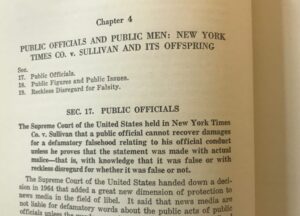 Chapter 4
PUBLIC OFFICIALS AND PUBLIC MEN: NEW YORK
TIMES CO. v. SULLIVAN AND ITS OFFSPRING
Sec.
17. Public Officials.
18. Public Figures and Public Issues.
19. Reckless Disregard for Falsity.
SEC. 17. PUBLIC OFFICIALS
The Supreme Court of the United States held in New York Times
Co. v. Sullivan that a public official cannot recover damages
for a defamatory falsehood relating to his official conduct
unless he proves that the statement was made with actual
malice—that is, with knowledge that it was false or with
reckless disregard for whether it was false or not.
The Supreme Court of the United States handed down a deci-
sion in 1964 that added a great new dimension of protection to
news media in the field of libel. It said that news media are
not liable for defamatory words about the public acts of public
officials unless the